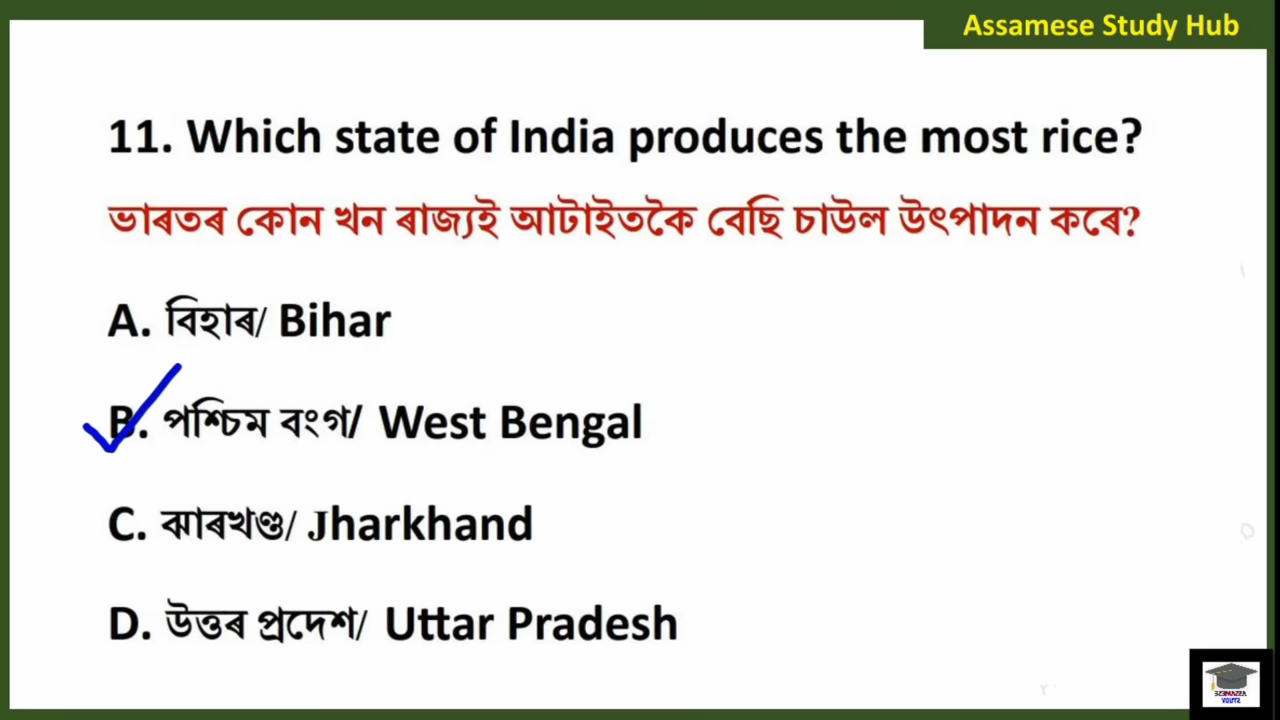 Assamese Study Hub
11. Which state of India produces the most rice?
ভাৰতৰ কোন খন ৰাজ্যই আটাইতকৈ বেছি চাউল উৎপাদন কৰে?
A. বিহাৰ/ Bihar
B. পশ্চিম বংগ/ West Bengal
C. ঝাৰখণ্ড/ Jharkhand
D. উত্তৰ প্ৰদেশ/ Uttar Pradesh